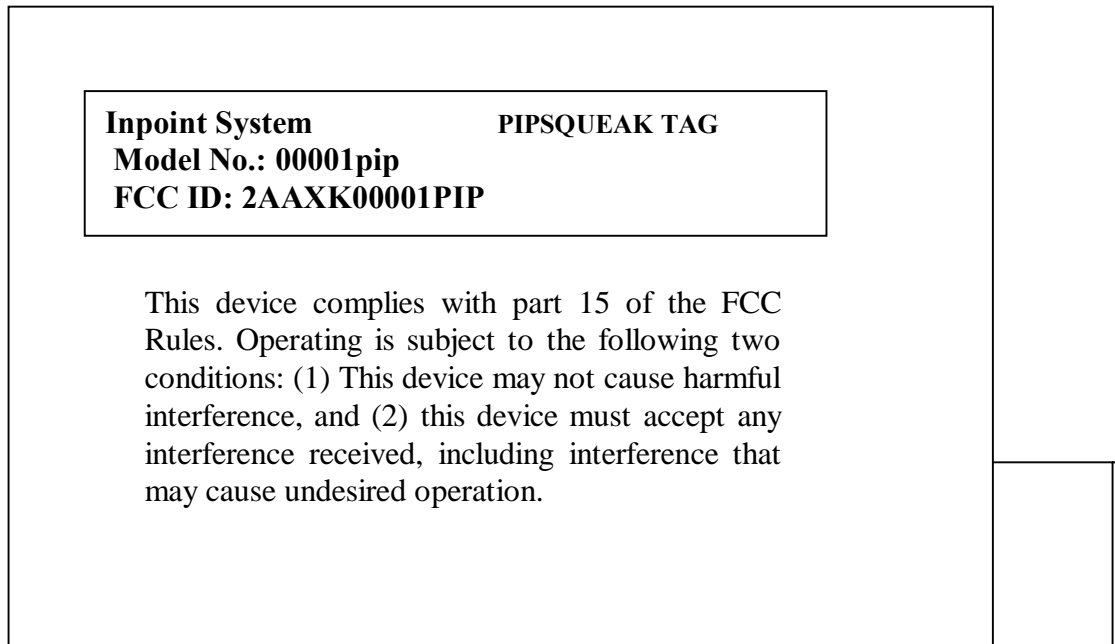 Inpoint System PIPSQUEAK TAG
Model No.: 00001pip
FCC ID: 2AAXK00001PIP
This device complies with part 15 of the FCC
Rules. Operating is subject to the following two
conditions: (1) This device may not cause harmful
interference, and (2) this device must accept any
interference received, including interference that
may cause undesired operation.